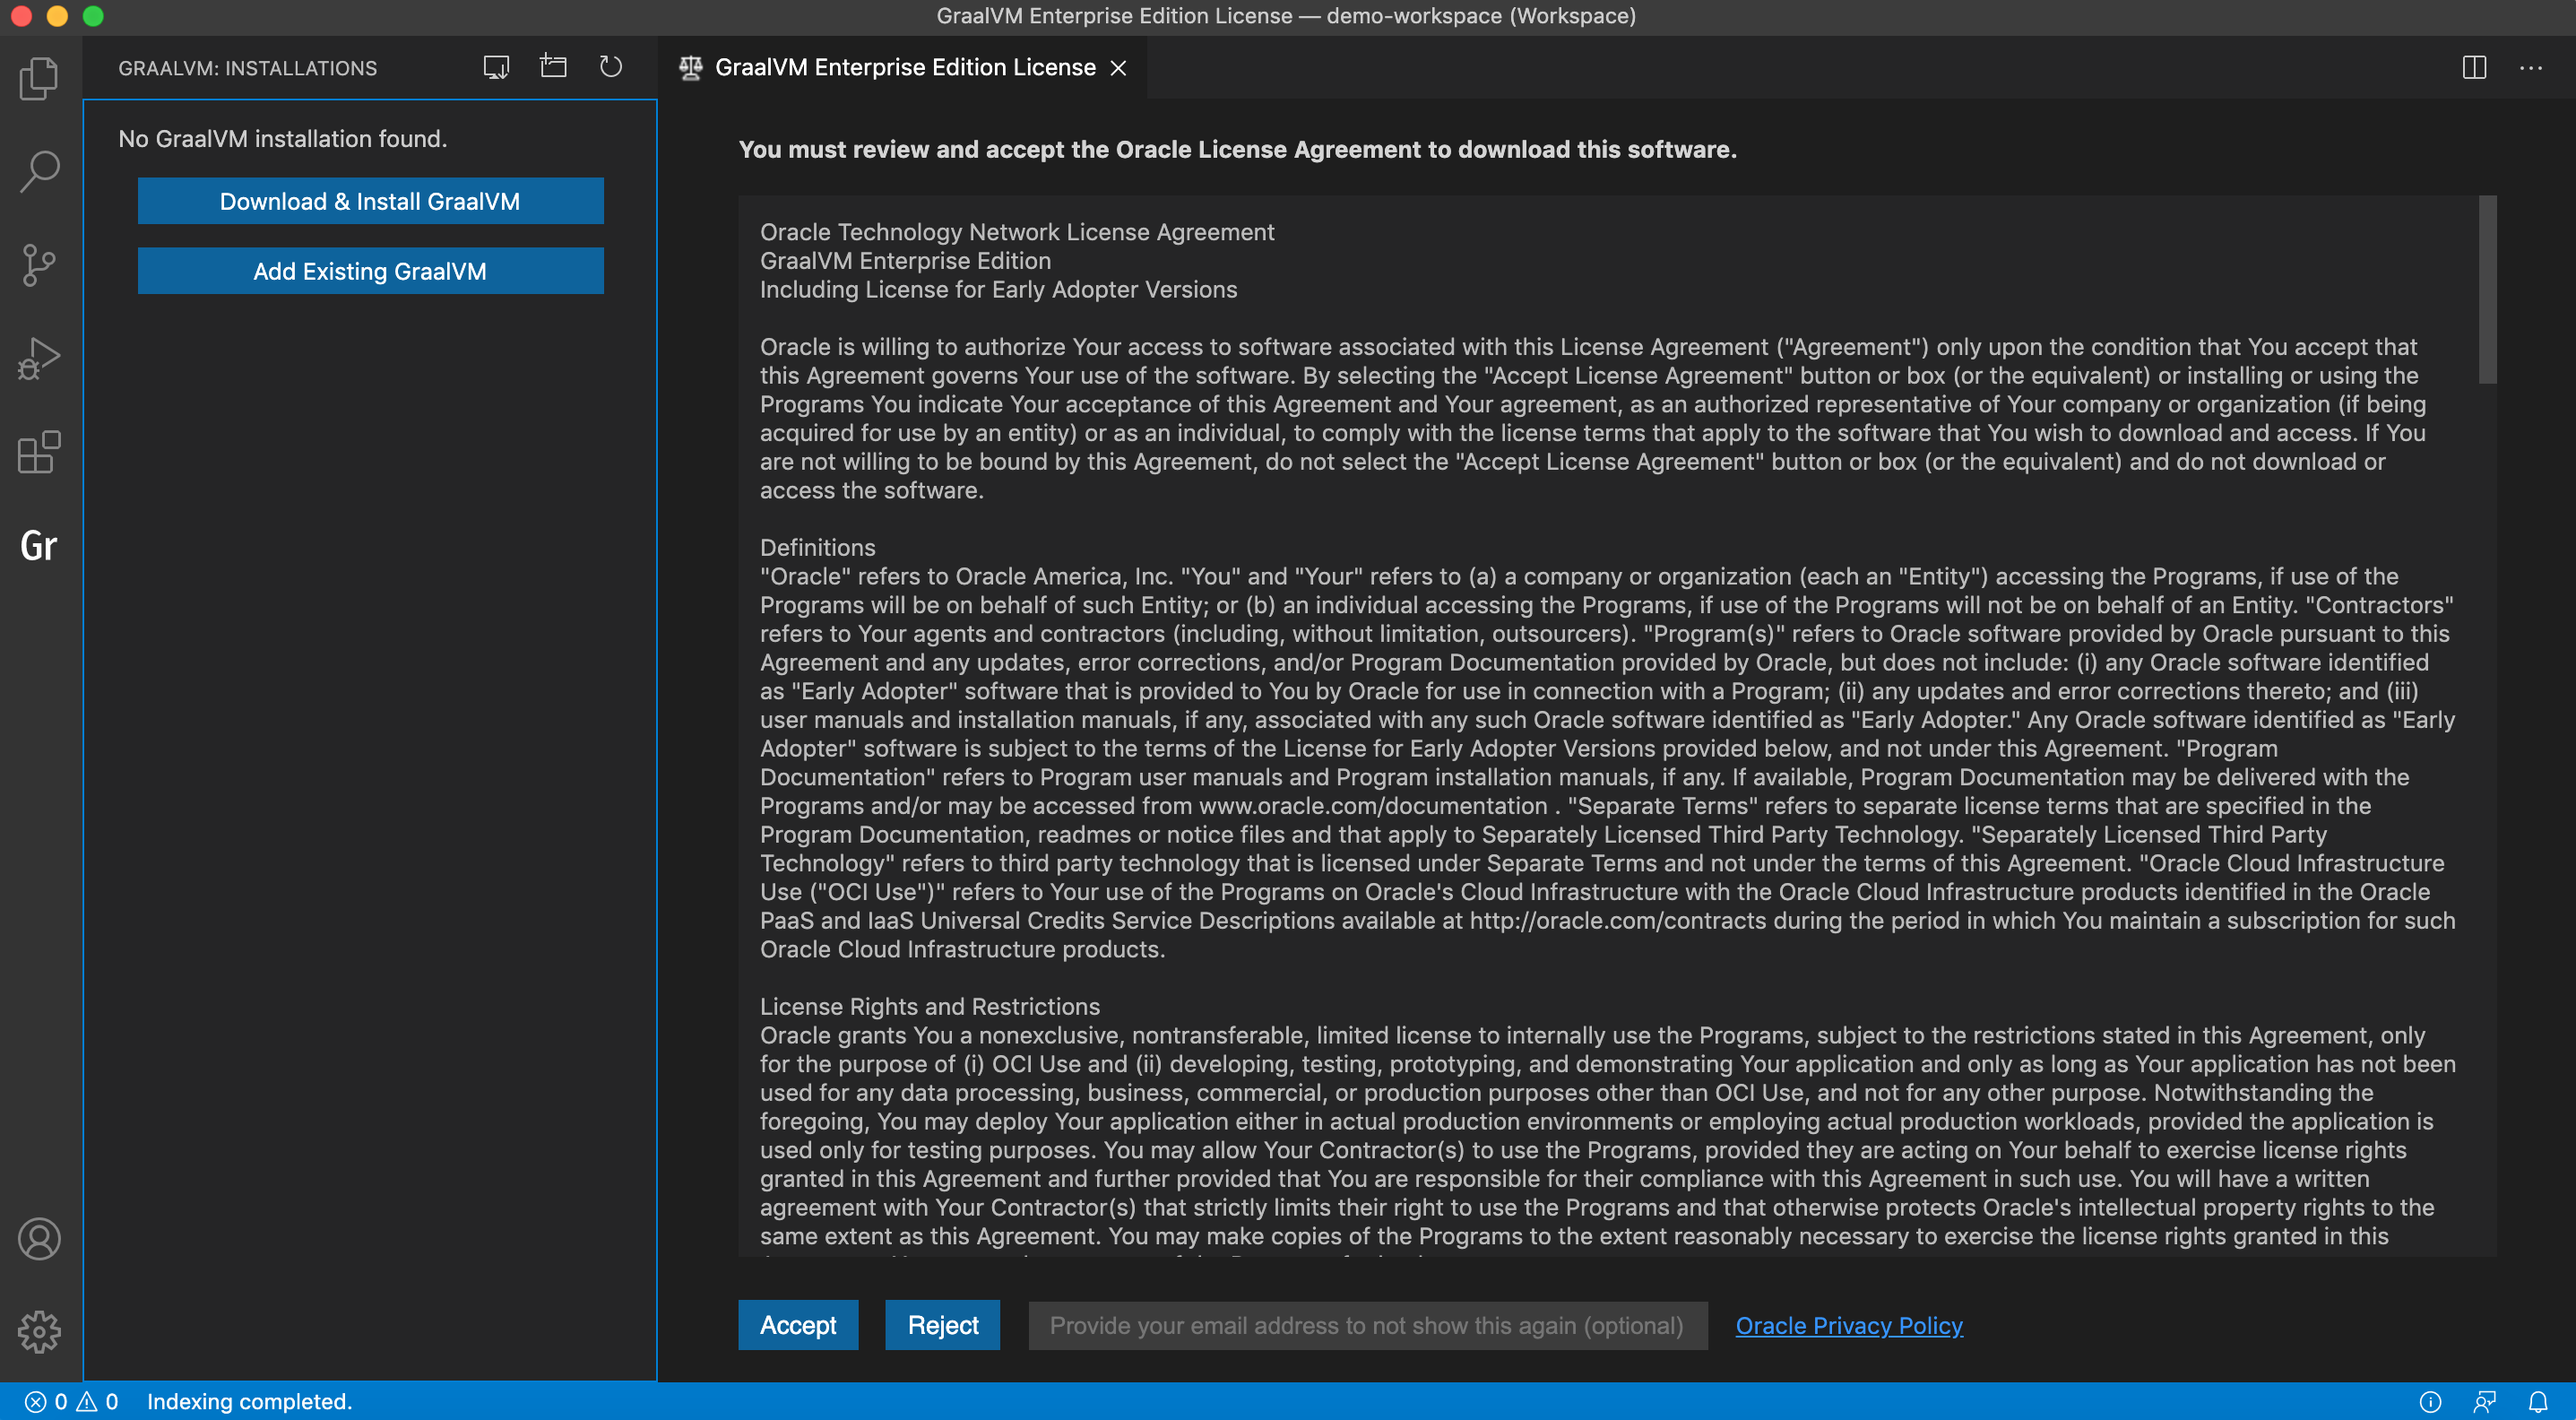 GraalVM Enterprise Edition License — demo-workspace (Workspace)
GRAALVM: INSTALLATIONS
GraalVM Enterprise Edition License
No GraalVM installation found.
Download & Install GraalVM
Add Existing GraalVM
Gr
You must review and accept the Oracle License Agreement to download this software.
Oracle Technology Network License Agreement
GraalVM Enterprise Edition
Including License for Early Adopter Versions
Oracle is willing to authorize Your access to software associated with this License Agreement ("Agreement") only upon the condition that You accept that
this Agreement governs Your use of the software. By selecting the "Accept License Agreement" button or box (or the equivalent) or installing or using the
Programs You indicate Your acceptance of this Agreement and Your agreement, as an authorized representative of Your company or organization (if being
acquired for use by an entity) or as an individual, to comply with the license terms that apply to the software that You wish to download and access. If You
are not willing to be bound by this Agreement, do not select the "Accept License Agreement" button or box (or the equivalent) and do not download or
access the software.
Definitions
"Oracle" refers to Oracle America, Inc. "You" and "Your" refers to (a) a company or organization (each an "Entity") accessing the Programs, if use of the
Programs will be on behalf of such Entity; or (b) an individual accessing the Programs, if use of the Programs will not be on behalf of an Entity. "Contractors"
refers to Your agents and contractors (including, without limitation, outsourcers). "Program(s)" refers to Oracle software provided by Oracle pursuant to this
Agreement and any updates, error corrections, and/or Program Documentation provided by Oracle, but does not include: (i) any Oracle software identified
as "Early Adopter" software that is provided to You by Oracle for use in connection with a Program; (ii) any updates and error corrections thereto; and (iii)
user manuals and installation manuals, if any, associated with any such Oracle software identified as "Early Adopter." Any Oracle software identified as "Early
Adopter" software is subject to the terms of the License for Early Adopter Versions provided below, and not under this Agreement. "Program
Documentation" refers to Program user manuals and Program installation manuals, if any. If available, Program Documentation may be delivered with the
Programs and/or may be accessed from www.oracle.com/documentation . "Separate Terms" refers to separate license terms that are specified in the
Program Documentation, readmes or notice files and that apply to Separately Licensed Third Party Technology. "Separately Licensed Third Party
Technology" refers to third party technology that is licensed under Separate Terms and not under the terms of this Agreement. "Oracle Cloud Infrastructure
Use ("OCI Use")" refers to Your use of the Programs on Oracle's Cloud Infrastructure with the Oracle Cloud Infrastructure products identified in the Oracle
PaaS and IaaS Universal Credits Service Descriptions available at http://oracle.com/contracts during the period in which You maintain a subscription for such
Oracle Cloud Infrastructure products.
License Rights and Restrictions
Oracle grants You a nonexclusive, nontransferable, limited license to internally use the Programs, subject to the restrictions stated in this Agreement, only
for the purpose of (i) OCI Use and (ii) developing, testing, prototyping, and demonstrating Your application and only as long as Your application has not been
used for any data processing, business, commercial, or production purposes other than OCI Use, and not for any other purpose. Notwithstanding the
foregoing, You may deploy Your application either in actual production environments or employing actual production workloads, provided the application is
used only for testing purposes. You may allow Your Contractor(s) to use the Programs, provided they are acting on Your behalf to exercise license rights
granted in this Agreement and further provided that You are responsible for their compliance with this Agreement in such use. You will have a written
agreement with Your Contractor(s) that strictly limits their right to use the Programs and that otherwise protects Oracle's intellectual property rights to the
same extent as this Agreement. You may make copies of the Programs to the extent reasonably necessary to exercise the license rights granted in this
Accept
Reject
Provide your email address to not show this again (optional)
Oracle Privacy Policy
0 0 Indexing completed.